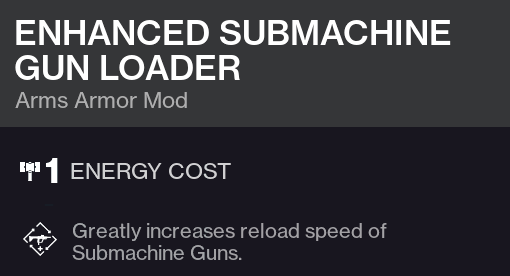 ENHANCED SUBMACHINE
GUN LOADER
Arms Armor Mod
1 ENERGY COST
Greatly increases reload speed of
Submachine Guns.